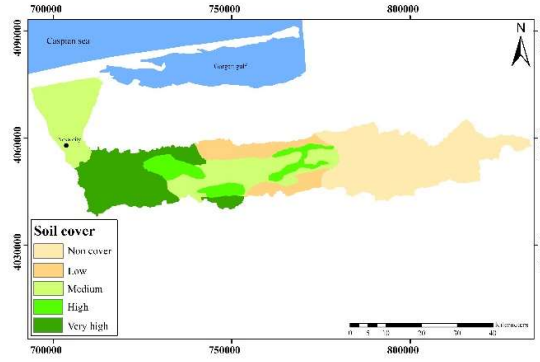 700000 750000 800000
4090000
4060000
4030000
Caspian sea
Gorgan gulf
N
Soil cover
Non cover
Low
Medium
High
Very high
0 5 10 20 30 40
Kilometers
700000 750000 800000